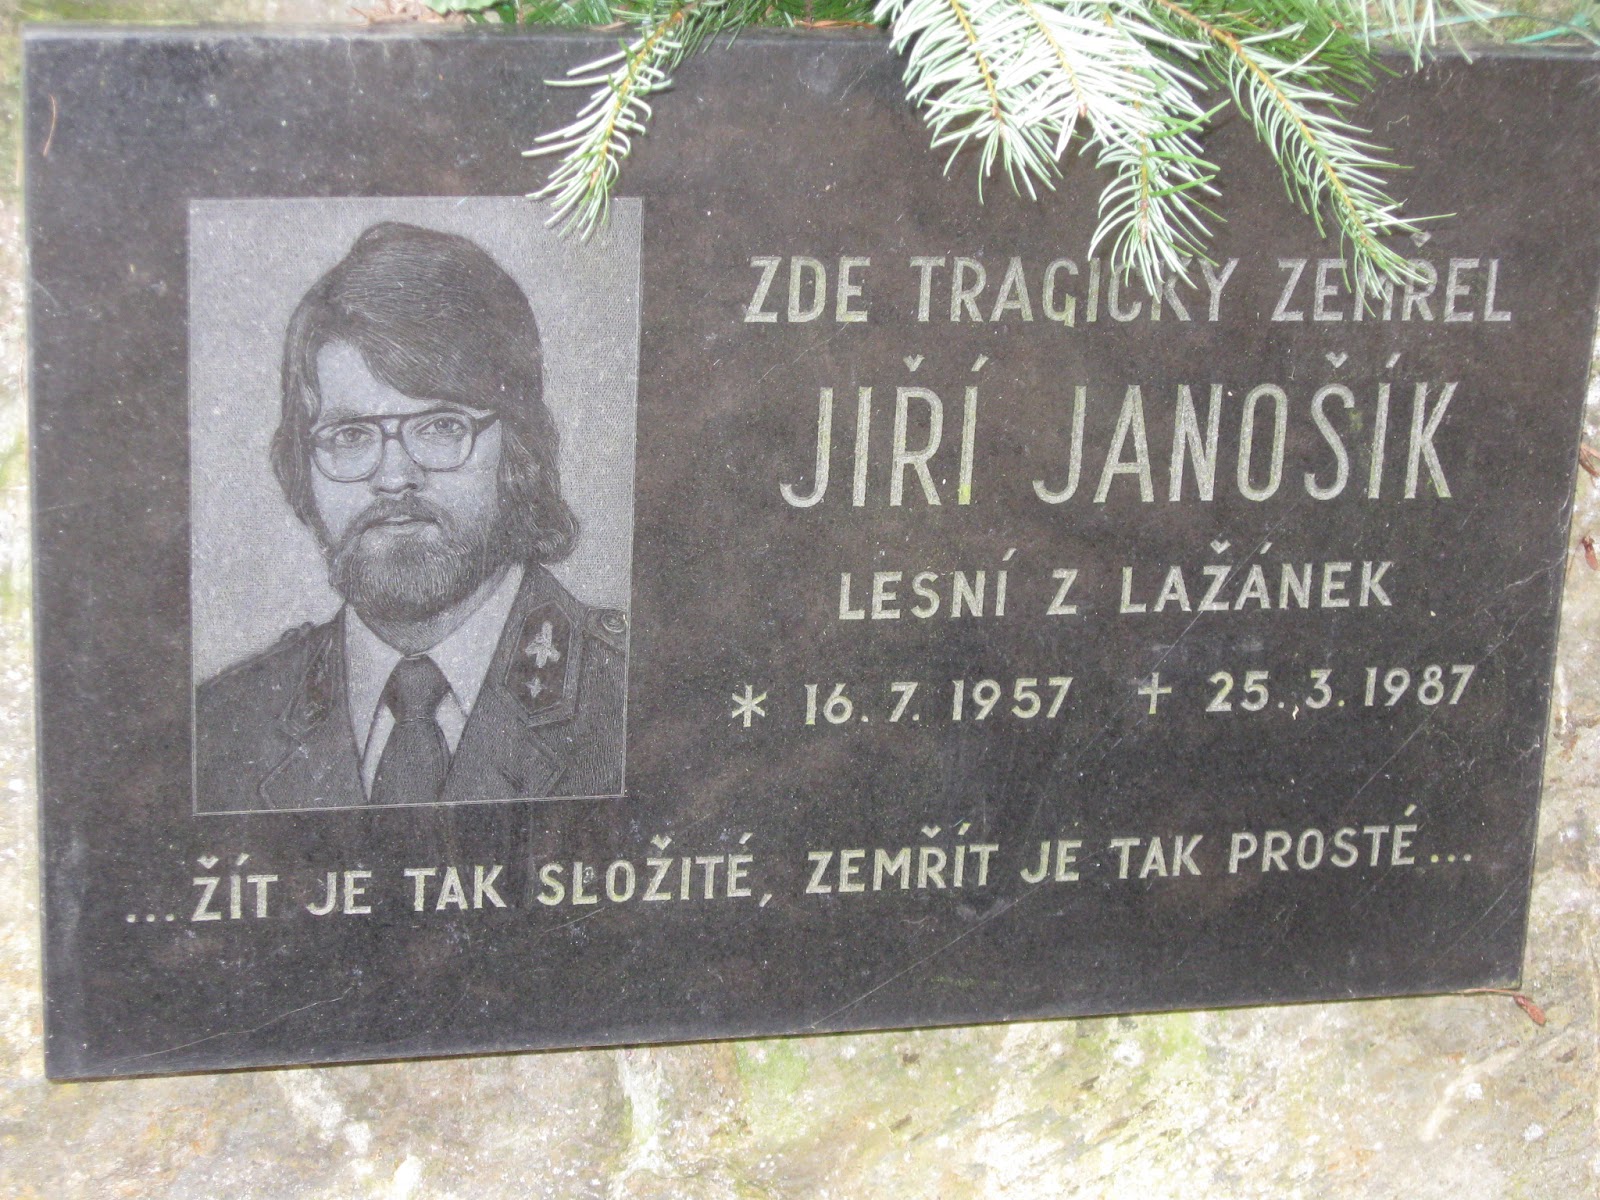 ZDE TRAGICKY ZEMŘEL
JIŘÍ JANOŠÍK
LESNÍ Z LAŽÁNEK
* 16. 7. 1957 + 25. 3. 1987
...ŽÍT JE TAK SLOŽITÉ, ZEMŘÍT JE TAK PROSTÉ...